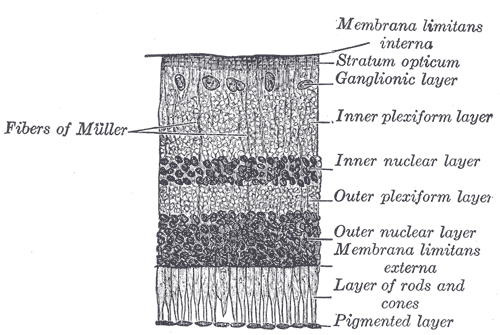 Membrana limitans
interna
Stratum opticum
Ganglionic layer
Fibers of Müller
Inner plexiform layer
Inner nuclear layer
Outer plexiform layer
Outer nuclear layer
Membrana limitans
externa
Layer of rods and
cones
Pigmented layer